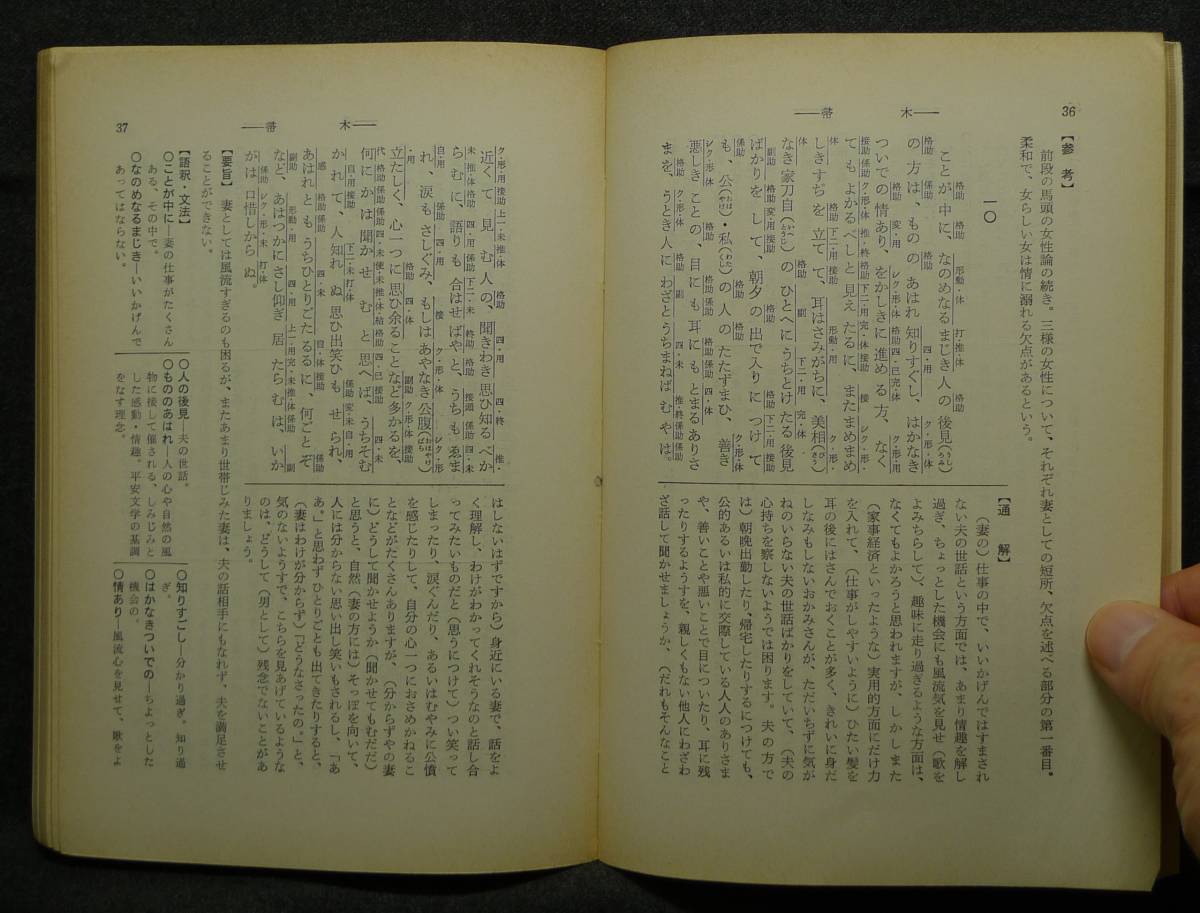 36
―帚木―
【参考】
前段の馬頭の女性論の続き。三様の女性について、それぞれ妻としての短所、欠点を述べる部分の第一番目。
柔和で、女らしい女は情に溺れる欠点があるという。
一〇
ことが中に、なのめなるまじき人の後見(うしろみ)
の方は、もののあはれ知りすぐし、はかなき
ついでの情あり、をかしきに進める方、なく
てもよかるべしと見えたるに、またまめまめ
しきすぢを立てて、耳はさみがちに、美相(びさう)
なき家刀自(いへとうじ)のひとへにうちとけたる後見
ばかりをして、朝夕の出で入りにつけて
も、公(おほやけ)・私(わたくし)の人のたたずまひ、善き
悪しきことの、目にも耳にもとまるありさ
まを、うとき人にわざとうちまねばむやは。
【通解】
(妻の)仕事の中で、いいかげんではすまされ
ない夫の世話という方面では、あまり情趣を解し
過ぎ、ちょっとした機会にも風流気を見せ(歌を
よみちらして)、趣味に走り過ぎるような方面は、
なくてもよかろうと思われますが、しかしまた
(家事経済といったような)実用的方面にだけ力
を入れて、(仕事がしやすいように)ひたい髪を
耳の後にはさんでおくことが多く、きれいに身だ
しなみもしないおかみさんが、ただいちずに気が
ねのいらない夫の世話ばかりをしていて、(夫の
心持ちを察しないようでは困ります。夫の方で
は)朝晩出勤したり、帰宅したりするにつけても、
公的あるいは私的に交際している人人のありさま
や、善いことや悪いことで目についたり、耳に残
ったりするようすを、親しくもない他人にわざわ
ざ話して聞かせましょうか、(だれもそんなこと
37
―帚木―
近くて見む人の、聞きわき思ひ知るべか
らむに、語りも合はせばやと、うちも ゑま
れ、涙もさしぐみ、もしはあやなき公腹(おほやけばら)
立たしく、心一つに思ひ余ることなど多かるを、
何にかは聞かせむと思へば、うちそむ
かれて、人知れぬ思ひ出笑ひもせられ、
あはれともうちひとりごたるるに、何ごとぞ
など、あはつかにさし仰ぎ居たらむは、いか
がは口惜しからぬ。
はしないはずですから)身近にいる妻で、話をよ
く理解し、わけがわかってくれそうなのと話し合
ってみたいものだと(思うにつけて)つい笑って
しまったり、涙ぐんだり、あるいはむやみに公憤
を感じたりして、自分の心一つにおさめかねるこ
となどがたくさんありますが、(分からずやの妻
に)どうして聞かせようか(聞かせてもむだだ)
と思うと、自然(妻の方には)そっぽを向いて、
人には分からない思い出し笑いもされるし、「あ
あ。」と思わずひとりごとも出てきたりすると、
(妻はわけが分からず)「どうなさったの。」と、
気のないようすで、こちらを見あげているような
のは、どうして(男として)残念でないことがあ
りましょう。
【要旨】 妻としては風流すぎるのも困るが、またあまり世帯じみた妻は、夫の話相手にもなれず、夫を満足させ
ることができない。
【語釈・文法】
〇ことが中に―妻の仕事がたくさん
ある、その中で。
〇なのめなるまじき―いいかげんで
あってはならない。
〇人の後見―夫の世話。
〇もののあはれ―人の心や自然の風
物に接して催される、しみじみと
した感動・情趣。平安文学の基調
をなす理念。
〇知りすごし―分かり過ぎ。知り過
ぎ。
〇はかなきついでの―ちょっとした
機会の。
〇情あり―風流心を見せて、歌をよ